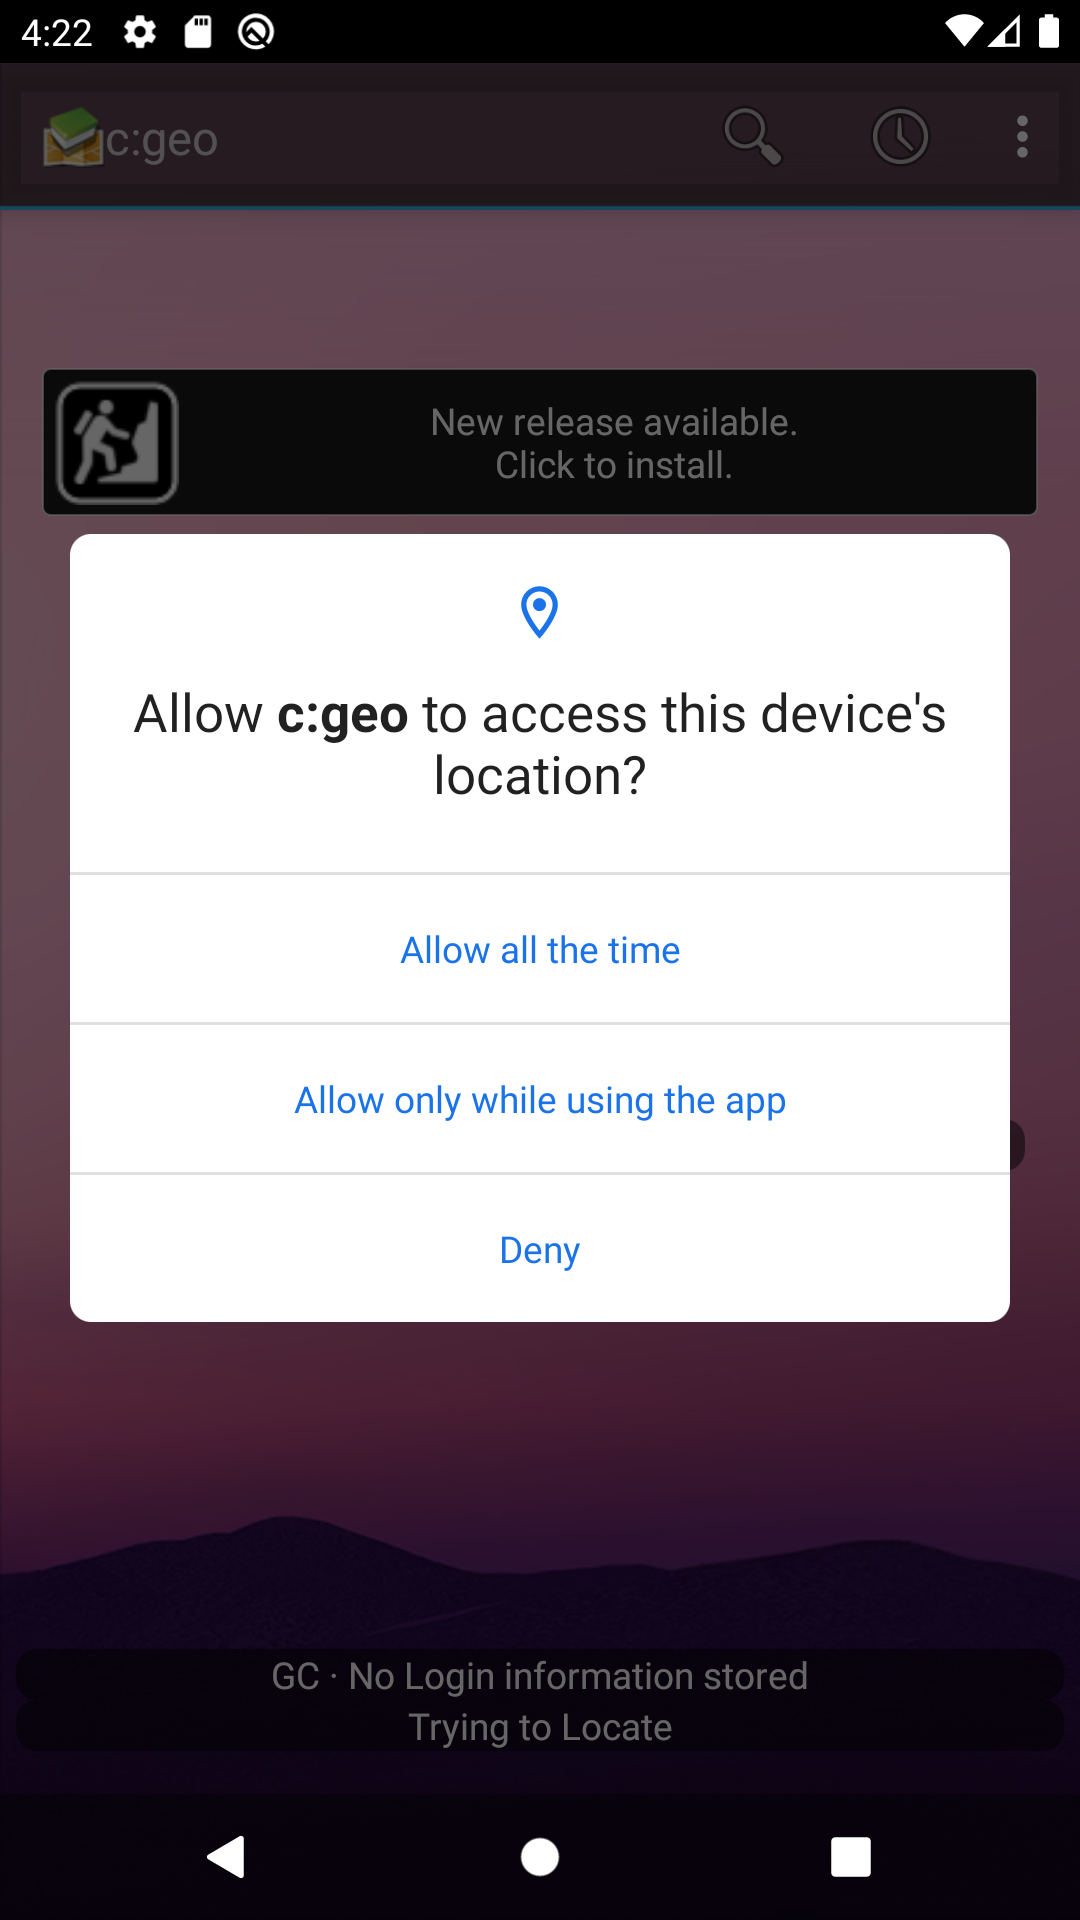 4:22
c:geo
New release available.
Click to install.
Allow c:geo to access this device's
location?
Allow all the time
Allow only while using the app
Deny
GC · No Login information stored
Trying to Locate